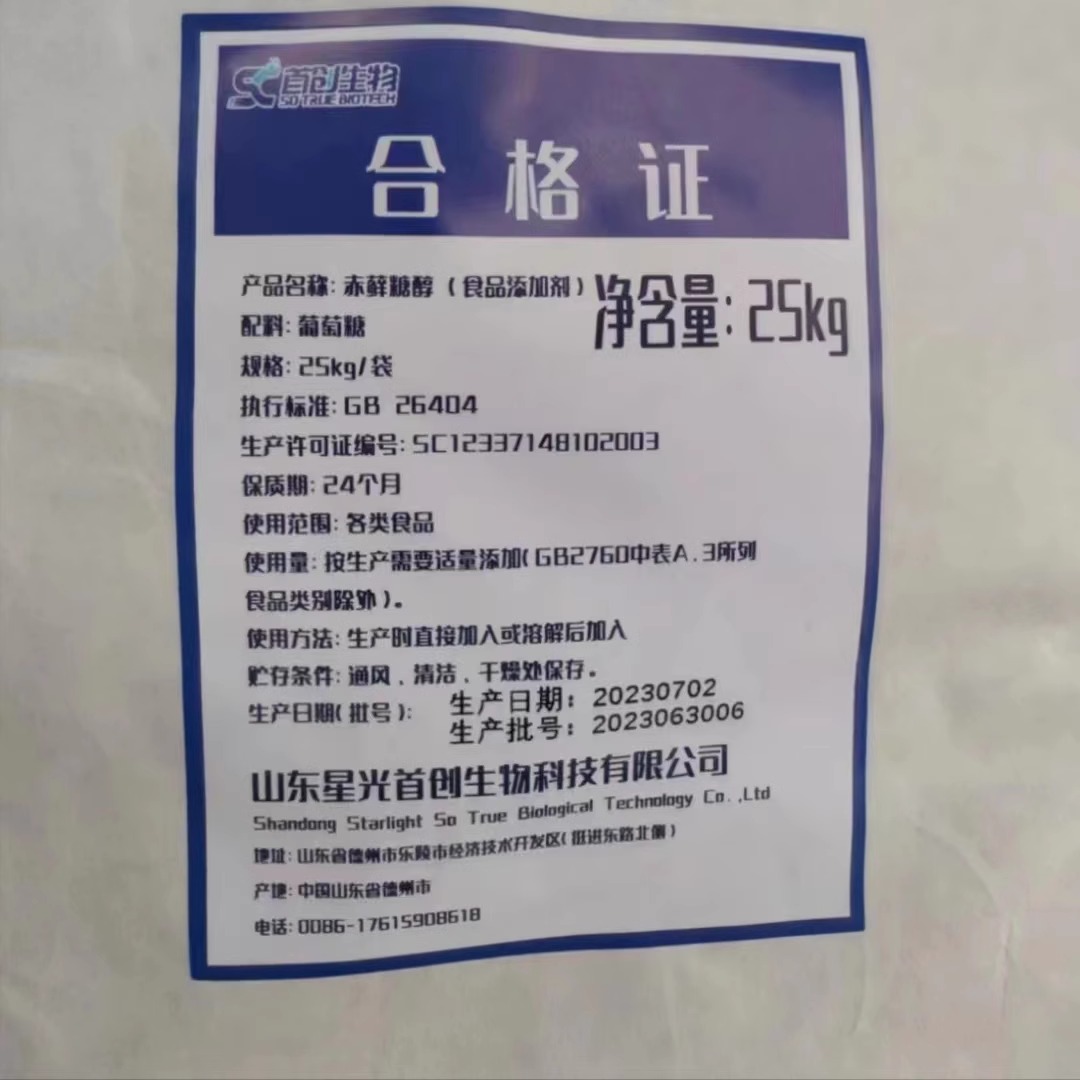 首创生物
SO TRUE BIOTECH
合格证
产品名称: 赤藓糖醇（食品添加剂）
净含量: 25kg
配料: 葡萄糖
规格: 25kg/袋
执行标准: GB 26404
生产许可证编号: SC12337148102003
保质期: 24个月
使用范围: 各类食品
使用量: 按生产需要适量添加(GB2760中表A.3所列
食品类别除外)。
使用方法: 生产时直接加入或溶解后加入
贮存条件: 通风、清洁、干燥处保存。
生产日期(批号): 生产日期: 20230702
生产批号: 2023063006
山东星光首创生物科技有限公司
Shandong Starlight So True Biological Technology Co.,Ltd
地址: 山东省德州市乐陵市经济技术开发区(挺进东路北侧)
产地: 中国山东省德州市
电话: 0086-17615908618